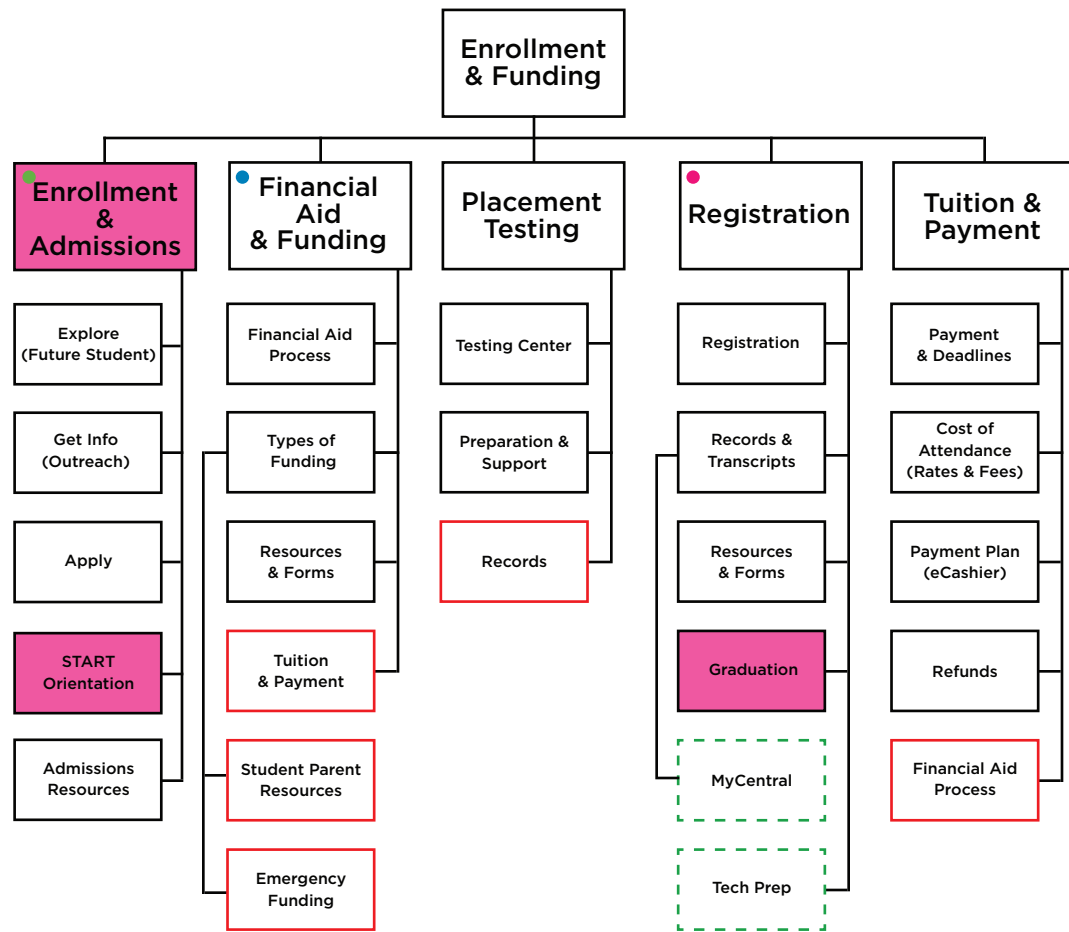 Enrollment
& Funding
Enrollment
&
Admissions
Explore
(Future Student)
Get Info
(Outreach)
Apply
START
Orientation
Admissions
Resources
Financial
Aid
& Funding
Financial Aid
Process
Types of
Funding
Resources
& Forms
Tuition
& Payment
Student Parent
Resources
Emergency
Funding
Placement
Testing
Testing Center
Preparation &
Support
Records
Registration
Registration
Records &
Transcripts
Resources
& Forms
Graduation
MyCentral
Tech Prep
Tuition &
Payment
Payment
& Deadlines
Cost of
Attendance
(Rates & Fees)
Payment Plan
(eCashier)
Refunds
Financial Aid
Process